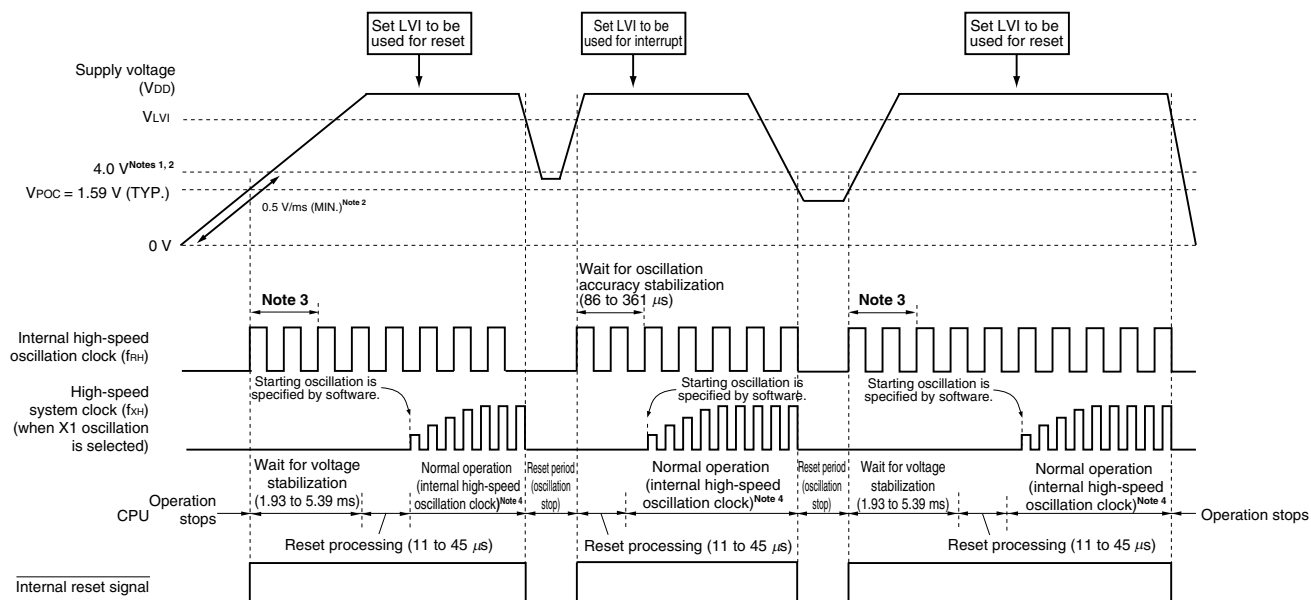 Set LVI to be
used for reset
Set LVI to be
used for interrupt
Set LVI to be
used for reset
Supply voltage
(VDD)
VLVI
4.0 V Notes 1, 2
VPOC = 1.59 V (TYP.)
0.5 V/ms (MIN.) Note 2
0 V
Wait for oscillation
accuracy stabilization
(86 to 361 μs)
Note 3
Note 3
Internal high-speed
oscillation clock (fRH)
Starting oscillation is
specified by software.
Starting oscillation is
specified by software.
Starting oscillation is
specified by software.
High-speed
system clock (fXH)
(when X1 oscillation
is selected)
Wait for voltage
stabilization
(1.93 to 5.39 ms)
Normal operation
(internal high-speed
oscillation clock) Note 4
Reset period
(oscillation
stop)
Normal operation
(internal high-speed
oscillation clock) Note 4
Reset period
(oscillation
stop)
Wait for voltage
stabilization
(1.93 to 5.39 ms)
Normal operation
(internal high-speed
oscillation clock) Note 4
CPU
Operation
stops
Operation stops
Reset processing (11 to 45 μs)
Reset processing (11 to 45 μs)
Reset processing (11 to 45 μs)
Internal reset signal